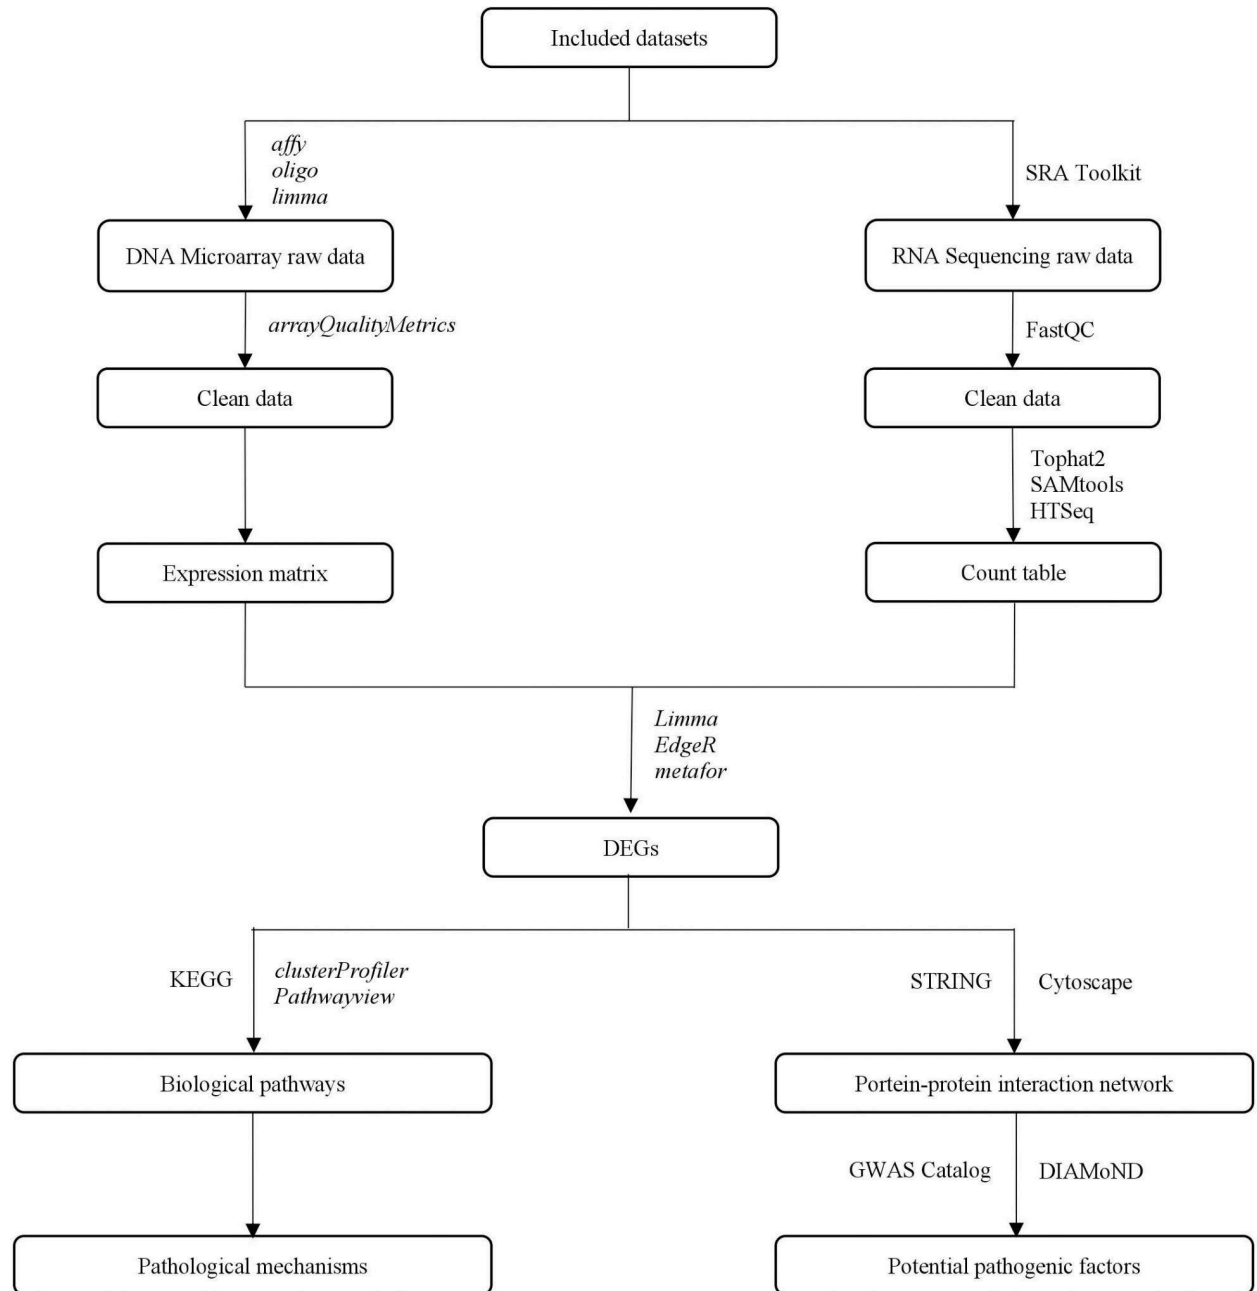 Included datasets
affy
oligo
limma
SRA Toolkit
DNA Microarray raw data
RNA Sequencing raw data
arrayQualityMetrics
FastQC
Clean data
Clean data
Tophat2
SAMtools
HTSeq
Expression matrix
Count table
Limma
EdgeR
metafor
DEGs
KEGG
clusterProfiler
Pathwayview
STRING
Cytoscape
Biological pathways
Portein-protein interaction network
GWAS Catalog
DIAMoND
Pathological mechanisms
Potential pathogenic factors